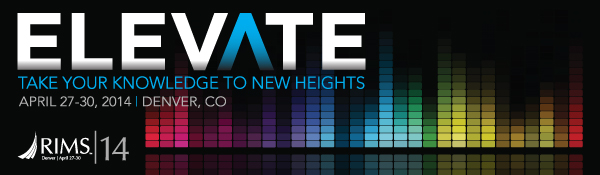 ELEVATE
TAKE YOUR KNOWLEDGE TO NEW HEIGHTS
APRIL 27-30, 2014 | DENVER, CO
RIMS | 14
Denver | April 27-30